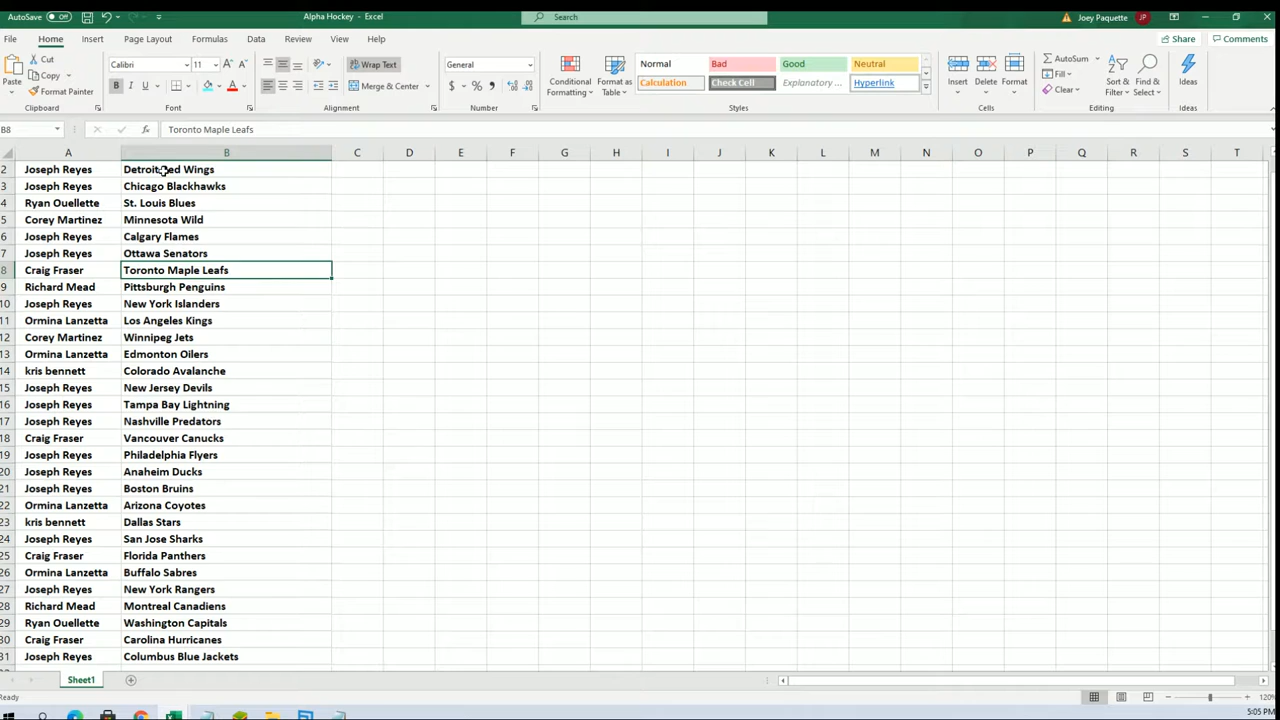 AutoSave Off Alpha Hockey - Excel Search Joey Paquette JP
File Home Insert Draw Page Layout Formulas Data Review View Help Share Comments
Paste Cut Copy Format Painter Clipboard
Calibri 11 A A B I U A Font
Wrap Text Merge & Center Alignment
General $ % Number
Conditional Formatting Format as Table
Normal Bad Good Neutral
Calculation Check Cell Explanatory ... Hyperlink
Styles
Insert Delete Format Cells
AutoSum Fill Clear Sort & Filter Find & Select Editing
Ideas Ideas
B8 fx Toronto Maple Leafs
A B C D E F G H I J K L M N O P Q R S T
2 Joseph Reyes Detroit Red Wings
3 Joseph Reyes Chicago Blackhawks
4 Ryan Ouellette St. Louis Blues
5 Corey Martinez Minnesota Wild
6 Joseph Reyes Calgary Flames
7 Joseph Reyes Ottawa Senators
8 Craig Fraser Toronto Maple Leafs
9 Richard Mead Pittsburgh Penguins
10 Joseph Reyes New York Islanders
11 Ormina Lanzetta Los Angeles Kings
12 Corey Martinez Winnipeg Jets
13 Ormina Lanzetta Edmonton Oilers
14 kris bennett Colorado Avalanche
15 Joseph Reyes New Jersey Devils
16 Joseph Reyes Tampa Bay Lightning
17 Joseph Reyes Nashville Predators
18 Craig Fraser Vancouver Canucks
19 Joseph Reyes Philadelphia Flyers
20 Joseph Reyes Anaheim Ducks
21 Joseph Reyes Boston Bruins
22 Ormina Lanzetta Arizona Coyotes
23 kris bennett Dallas Stars
24 Joseph Reyes San Jose Sharks
25 Craig Fraser Florida Panthers
26 Ormina Lanzetta Buffalo Sabres
27 Joseph Reyes New York Rangers
28 Richard Mead Montreal Canadiens
29 Ryan Ouellette Washington Capitals
30 Craig Fraser Carolina Hurricanes
31 Joseph Reyes Columbus Blue Jackets
Sheet1
Ready 120%
5:05 PM